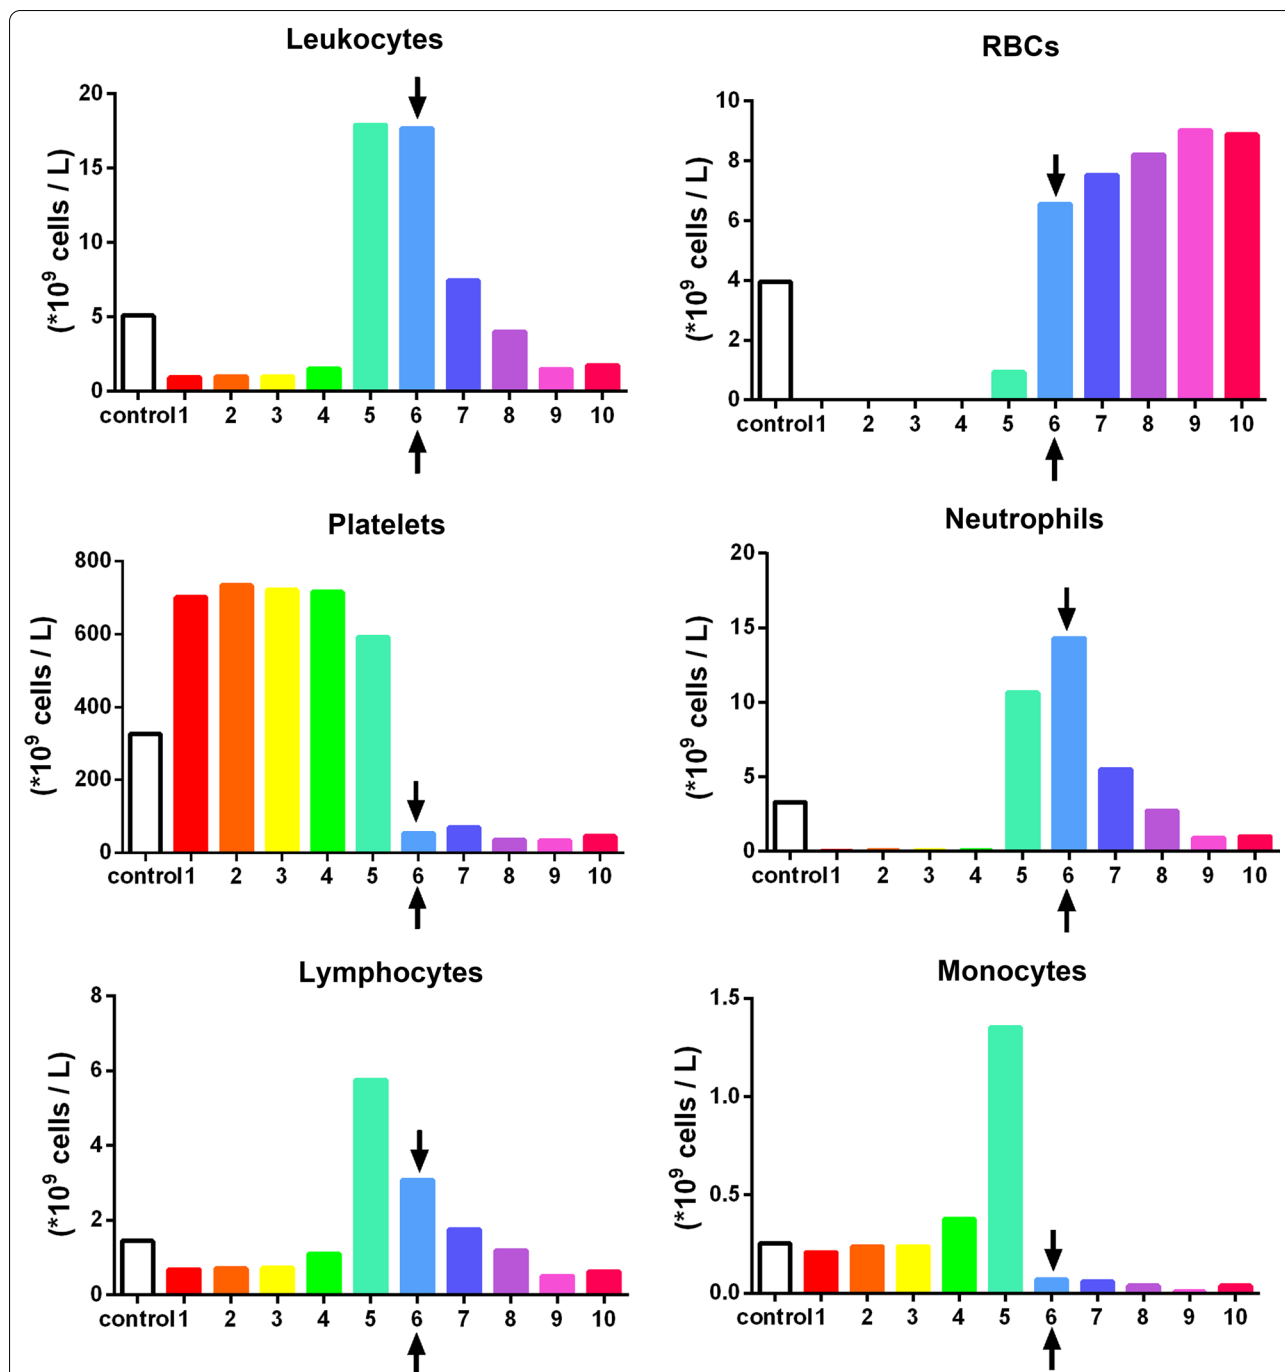 Leukocytes
(*10⁹ cells / L)
20
15
10
5
0
control 1 2 3 4 5 6 7 8 9 10
RBCs
(*10⁹ cells / L)
10
8
6
4
2
0
control 1 2 3 4 5 6 7 8 9 10
Platelets
(*10⁹ cells / L)
800
600
400
200
0
control 1 2 3 4 5 6 7 8 9 10
Neutrophils
(*10⁹ cells / L)
20
15
10
5
0
control 1 2 3 4 5 6 7 8 9 10
Lymphocytes
(*10⁹ cells / L)
8
6
4
2
0
control 1 2 3 4 5 6 7 8 9 10
Monocytes
(*10⁹ cells / L)
1.5
1.0
0.5
0.0
control 1 2 3 4 5 6 7 8 9 10